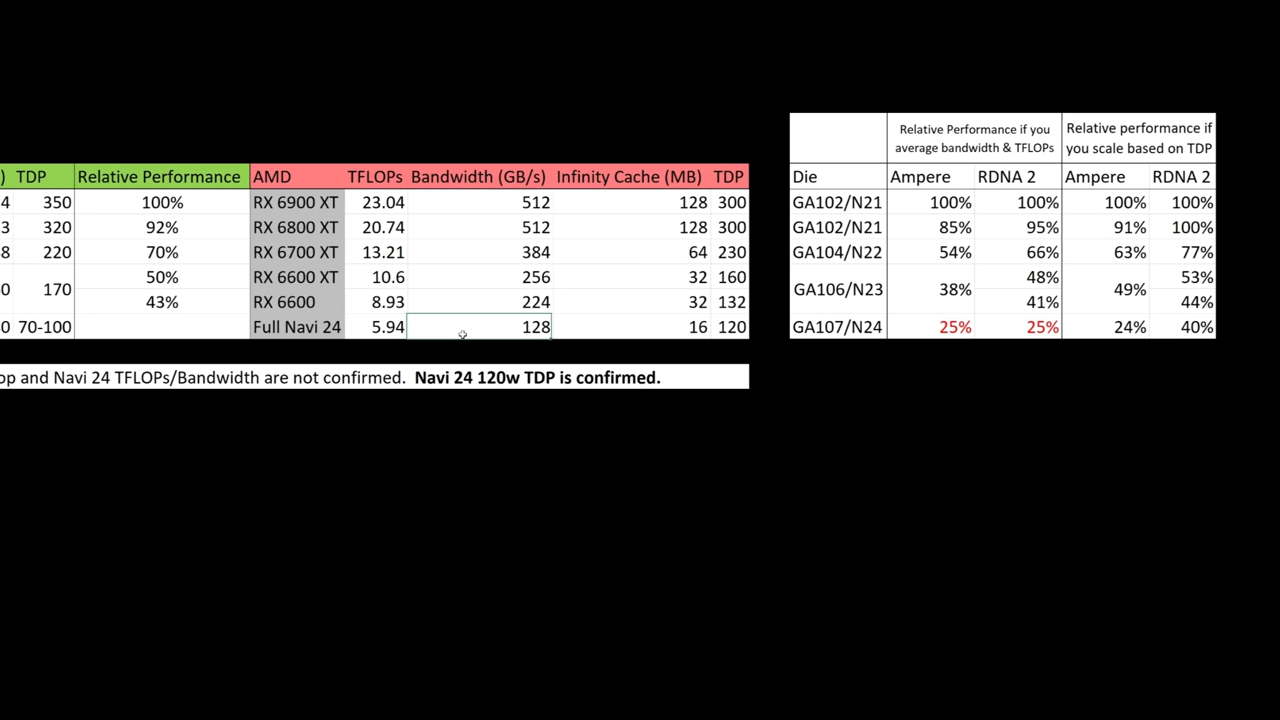 Relative Performance if you average bandwidth & TFLOPs Relative performance if you scale based on TDP
) TDP Relative Performance AMD TFLOPs Bandwidth (GB/s) Infinity Cache (MB) TDP Die Ampere RDNA 2 Ampere RDNA 2
4 350 100% RX 6900 XT 23.04 512 128 300 GA102/N21 100% 100% 100% 100%
3 320 92% RX 6800 XT 20.74 512 128 300 GA102/N21 85% 95% 91% 100%
8 220 70% RX 6700 XT 13.21 384 64 230 GA104/N22 54% 66% 63% 77%
50% RX 6600 XT 10.6 256 32 160 48% 53%
0 170 GA106/N23 38% 49%
43% RX 6600 8.93 224 32 132 41% 44%
0 70-100 Full Navi 24 5.94 128 16 120 GA107/N24 25% 25% 24% 40%
op and Navi 24 TFLOPs/Bandwidth are not confirmed. Navi 24 120w TDP is confirmed.